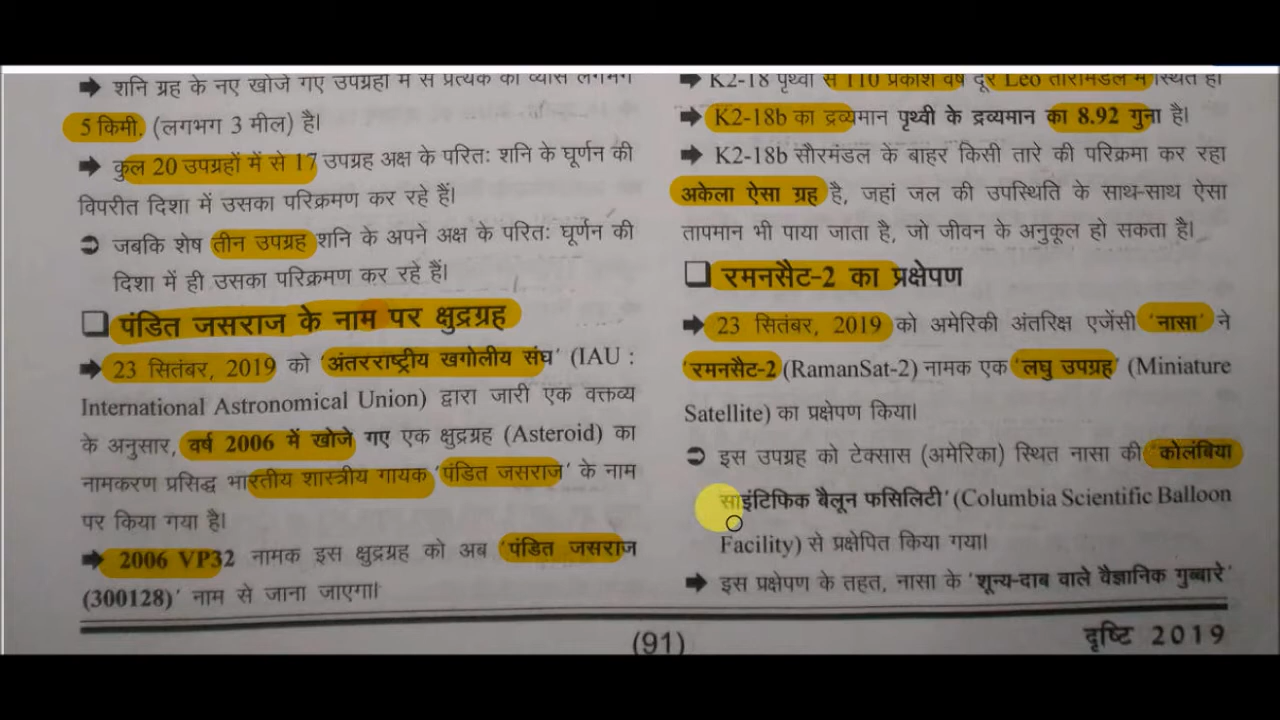 ➡ शनि ग्रह के नए खोजे गए उपग्रहों में से प्रत्येक का व्यास लगभग
5 किमी. (लगभग 3 मील) है।
➡ कुल 20 उपग्रहों में से 17 उपग्रह अक्ष के परितः शनि के घूर्णन की
विपरीत दिशा में उसका परिक्रमण कर रहे हैं।
➲ जबकि शेष तीन उपग्रह शनि के अपने अक्ष के परितः घूर्णन की
दिशा में ही उसका परिक्रमण कर रहे हैं।
❑ पंडित जसराज के नाम पर क्षुद्रग्रह
➡ 23 सितंबर, 2019 को 'अंतरराष्ट्रीय खगोलीय संघ' (IAU :
International Astronomical Union) द्वारा जारी एक वक्तव्य
के अनुसार, वर्ष 2006 में खोजे गए एक क्षुद्रग्रह (Asteroid) का
नामकरण प्रसिद्ध भारतीय शास्त्रीय गायक 'पंडित जसराज' के नाम
पर किया गया है।
➡ 2006 VP32 नामक इस क्षुद्रग्रह को अब 'पंडित जसराज
(300128)' नाम से जाना जाएगा।
➡ K2-18 पृथ्वी से 110 प्रकाश वर्ष दूर Leo तारामंडल में स्थित है।
➡ K2-18b का द्रव्यमान पृथ्वी के द्रव्यमान का 8.92 गुना है।
➡ K2-18b सौरमंडल के बाहर किसी तारे की परिक्रमा कर रहा
अकेला ऐसा ग्रह है, जहां जल की उपस्थिति के साथ-साथ ऐसा
तापमान भी पाया जाता है, जो जीवन के अनुकूल हो सकता है।
❑ रमनसैट-2 का प्रक्षेपण
➡ 23 सितंबर, 2019 को अमेरिकी अंतरिक्ष एजेंसी 'नासा' ने
'रमनसैट-2 (RamanSat-2) नामक एक 'लघु उपग्रह' (Miniature
Satellite) का प्रक्षेपण किया।
➲ इस उपग्रह को टेक्सास (अमेरिका) स्थित नासा की 'कोलंबिया
साइंटिफिक बैलून फसिलिटी' (Columbia Scientific Balloon
Facility) से प्रक्षेपित किया गया।
➡ इस प्रक्षेपण के तहत, नासा के 'शून्य-दाब वाले वैज्ञानिक गुब्बारे'
(91)
दृष्टि 2019